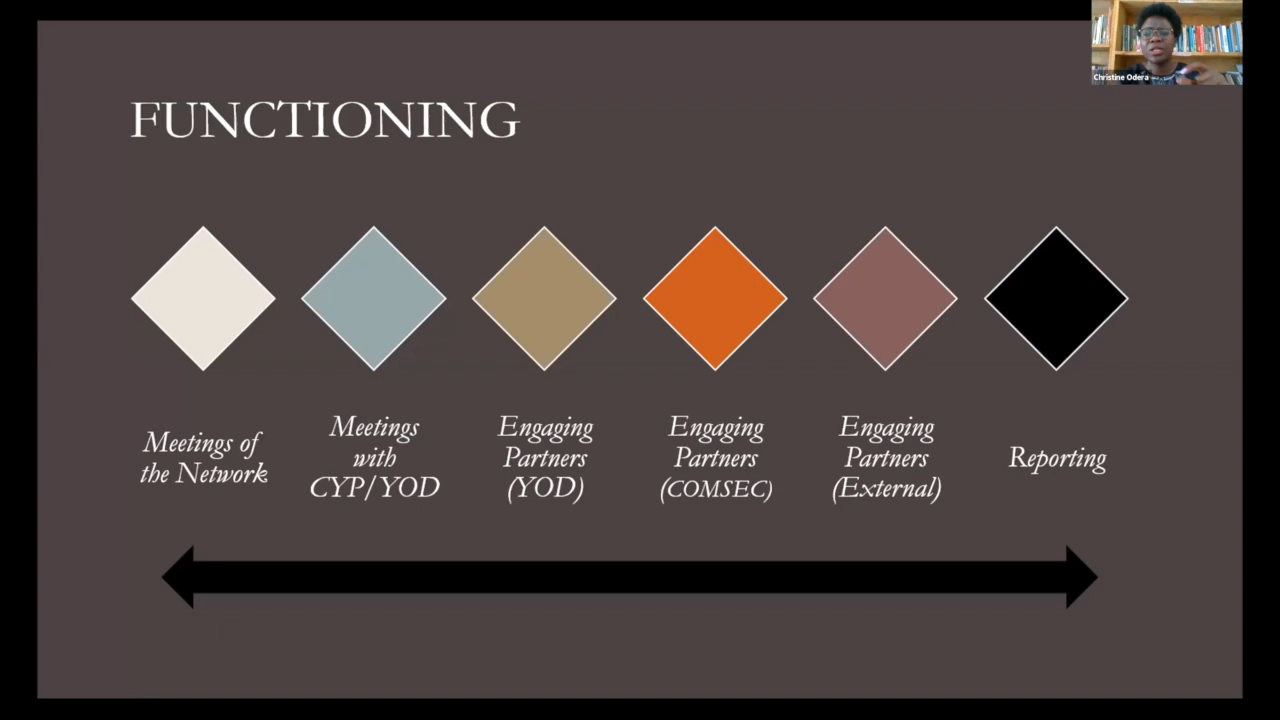 Christine Odera
FUNCTIONING
Meetings of
the Network
Meetings
with
CYP/YOD
Engaging
Partners
(YOD)
Engaging
Partners
(COMSEC)
Engaging
Partners
(External)
Reporting